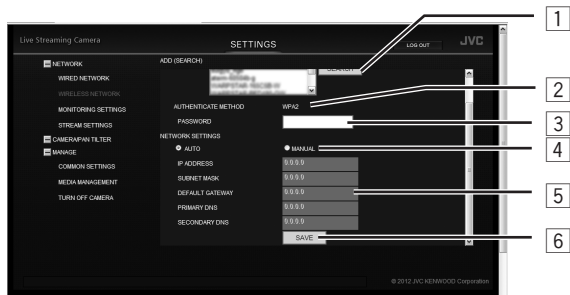 Live Streaming Camera
SETTINGS
LOG OUT
JVC
NETWORK
WIRED NETWORK
WIRELESS NETWORK
MONITORING SETTINGS
STREAM SETTINGS
CAMERA/PAN TILTER
MANAGE
COMMON SETTINGS
MEDIA MANAGEMENT
TURN OFF CAMERA
ADD (SEARCH)
SEARCH
AUTHENTICATE METHOD WPA2
PASSWORD
NETWORK SETTINGS
AUTO MANUAL
IP ADDRESS 0.0.0.0
SUBNET MASK 0.0.0.0
DEFAULT GATEWAY 0.0.0.0
PRIMARY DNS 0.0.0.0
SECONDARY DNS 0.0.0.0
SAVE
© 2012 JVC KENWOOD Corporation
1
2
3
4
5
6